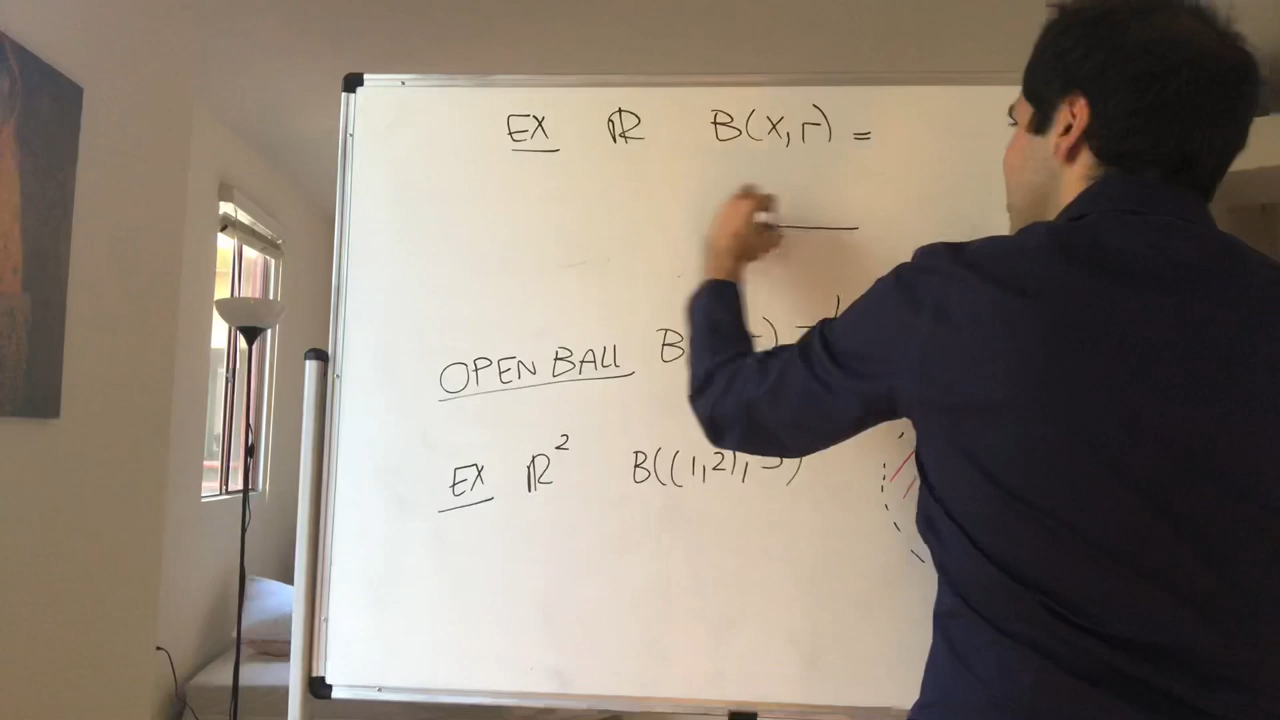 EX ℝ B(x,r) =
OPEN BALL B
EX ℝ² B((1,2),3)